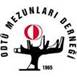 ODTÜ MEZUNLARI DERNEĞİ
1965